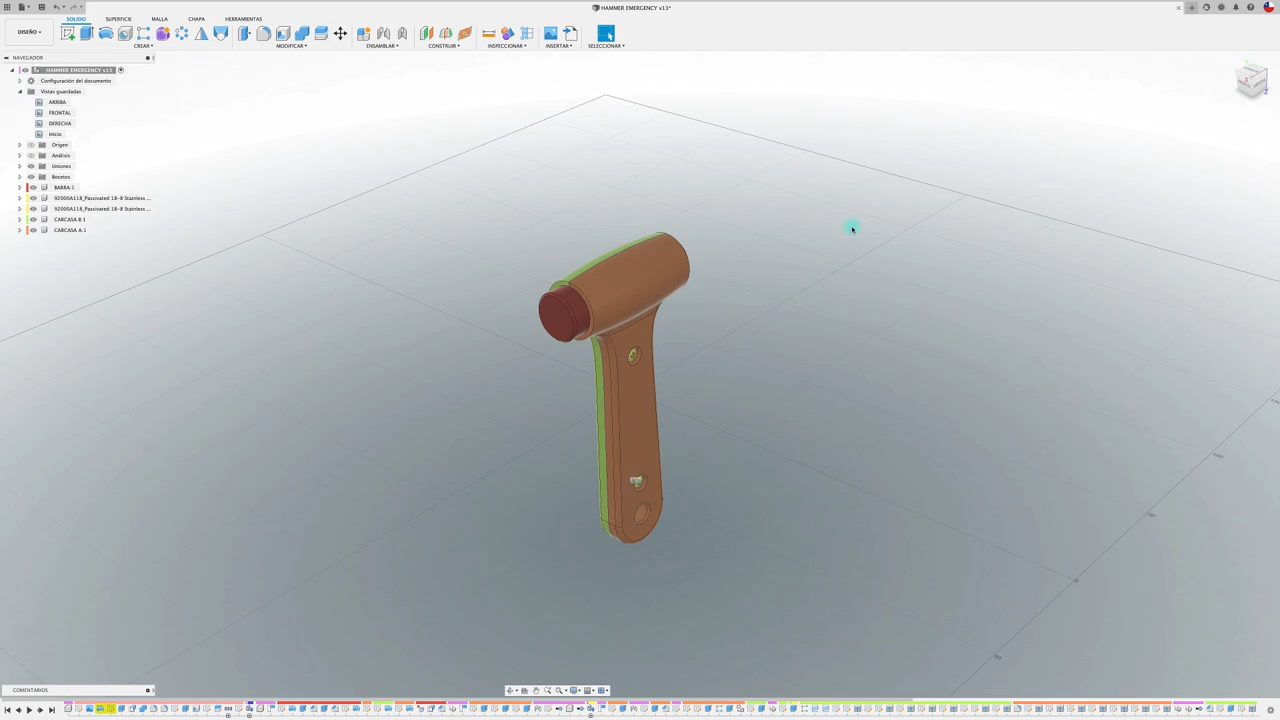 HAMMER EMERGENCY v13*
SÓLIDO SUPERFICIE MALLA CHAPA HERRAMIENTAS
DISEÑO
CREAR MODIFICAR ENSAMBLAR CONSTRUIR INSPECCIONAR INSERTAR SELECCIONAR
NAVEGADOR
HAMMER EMERGENCY v13
Configuración del documento
Vistas guardadas
ARRIBA
FRONTAL
DERECHA
Inicio
Origen
Análisis
Uniones
Bocetos
BARRA:1
92000A118_Passivated 18-8 Stainless ...
92000A118_Passivated 18-8 Stainless ...
CARCASA B:1
CARCASA A:1
COMENTARIOS